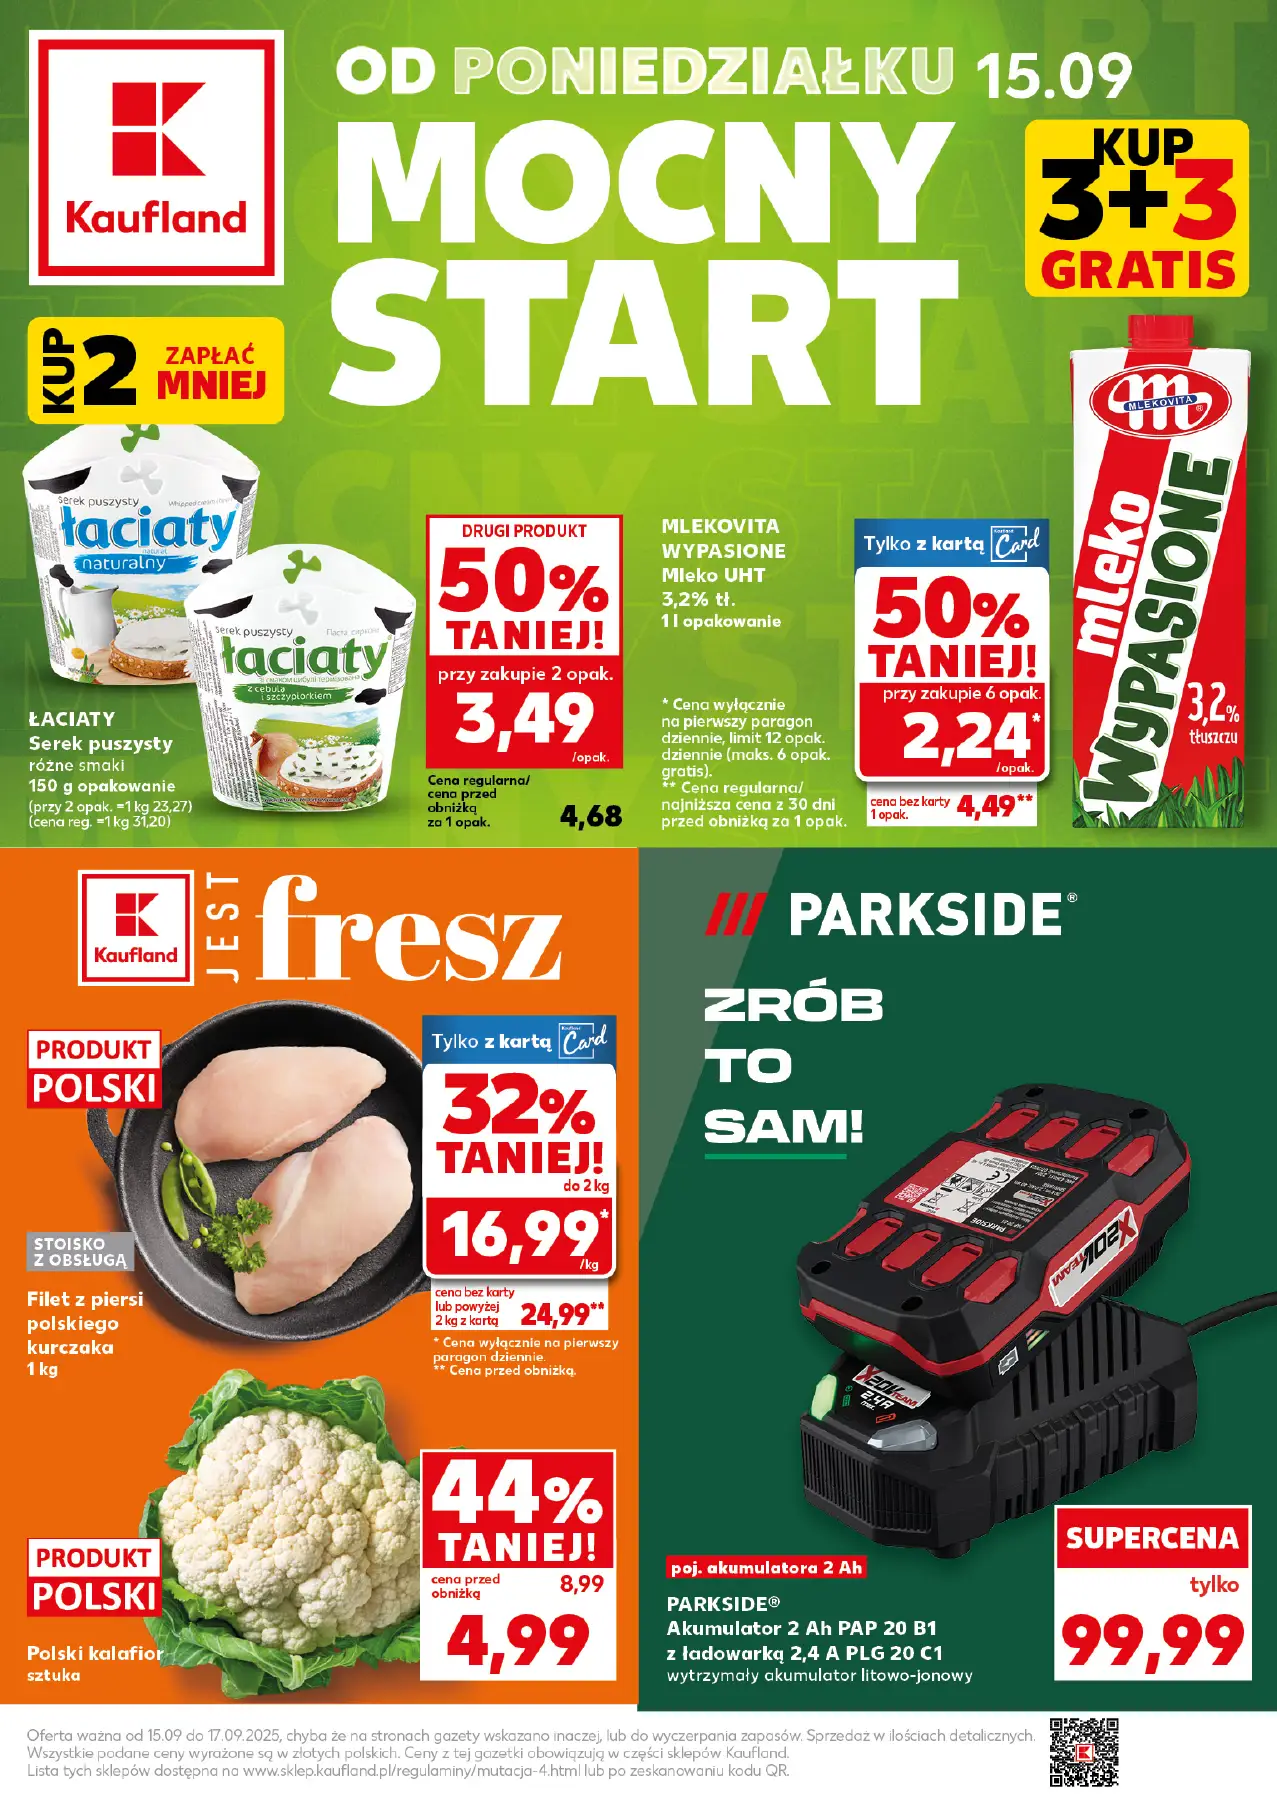 Kaufland
OD PONIEDZIAŁKU 15.09
MOCNY
START
KUP
3+3
GRATIS
KUP 2
ZAPŁAĆ
MNIEJ
Serek puszysty
łaciaty
naturalny
Serek puszysty
łaciaty
z cebulą
i szczypiorkiem
ŁACIATY
Serek puszysty
różne smaki
150 g opakowanie
(przy 2 opak. =1 kg 23,27)
(cena reg. =1 kg 31,20)
DRUGI PRODUKT
50%
TANIEJ!
przy zakupie 2 opak.
3,49
/opak.
Cena regularna/
cena przed
obniżką
za 1 opak.
4,68
MLEKOVITA
WYPASIONE
Mleko UHT
3,2% tł.
1 l opakowanie
* Cena wyłącznie
na pierwszy paragon
dziennie, limit 12 opak.
dziennie (maks. 6 opak.
gratis).
** Cena regularna/
najniższa cena z 30 dni
przed obniżką za 1 opak.
Tylko z kartą Kaufland Card
50%
TANIEJ!
przy zakupie 6 opak.
2,24*
/opak.
cena bez karty
1 opak.
4,49**
MLEKOVITA
mleko
WYPASIONE
3,2%
tłuszczu
Kaufland
JEST
fresz
PRODUKT
POLSKI
STOISKO
Z OBSŁUGĄ
Filet z piersi
polskiego
kurczaka
1 kg
Tylko z kartą Kaufland Card
32%
TANIEJ!
do 2 kg
16,99*
/kg
cena bez karty
lub powyżej
2 kg z kartą
24,99**
* Cena wyłącznie na pierwszy
paragon dziennie.
** Cena przed obniżką.
PRODUKT
POLSKI
Polski kalafior
sztuka
44%
TANIEJ!
cena przed
obniżką
8,99
4,99
PARKSIDE®
ZRÓB
TO
SAM!
PARKSIDE
X20V
TEAM
X20V TEAM
2.4A
max.
poj. akumulatora 2 Ah
PARKSIDE®
Akumulator 2 Ah PAP 20 B1
z ładowarką 2,4 A PLG 20 C1
wytrzymały akumulator litowo-jonowy
SUPERCENA
tylko
99,99
Oferta ważna od 15.09 do 17.09.2025, chyba że na stronach gazety wskazano inaczej, lub do wyczerpania zapasów. Sprzedaż w ilościach detalicznych.
Wszystkie podane ceny wyrażone są w złotych polskich. Ceny z tej gazetki obowiązują w części sklepów Kaufland.
Lista tych sklepów dostępna na www.sklep.kaufland.pl/regulaminy/mutacja-4.html lub po zeskanowaniu kodu QR.